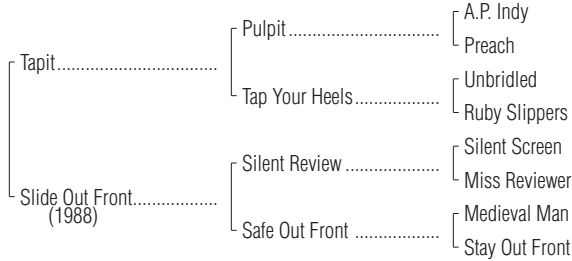 A.P. Indy
Pulpit
Preach
Tapit
Unbridled
Tap Your Heels
Ruby Slippers
Silent Screen
Silent Review
Miss Reviewer
Slide Out Front
(1988)
Medieval Man
Safe Out Front
Stay Out Front